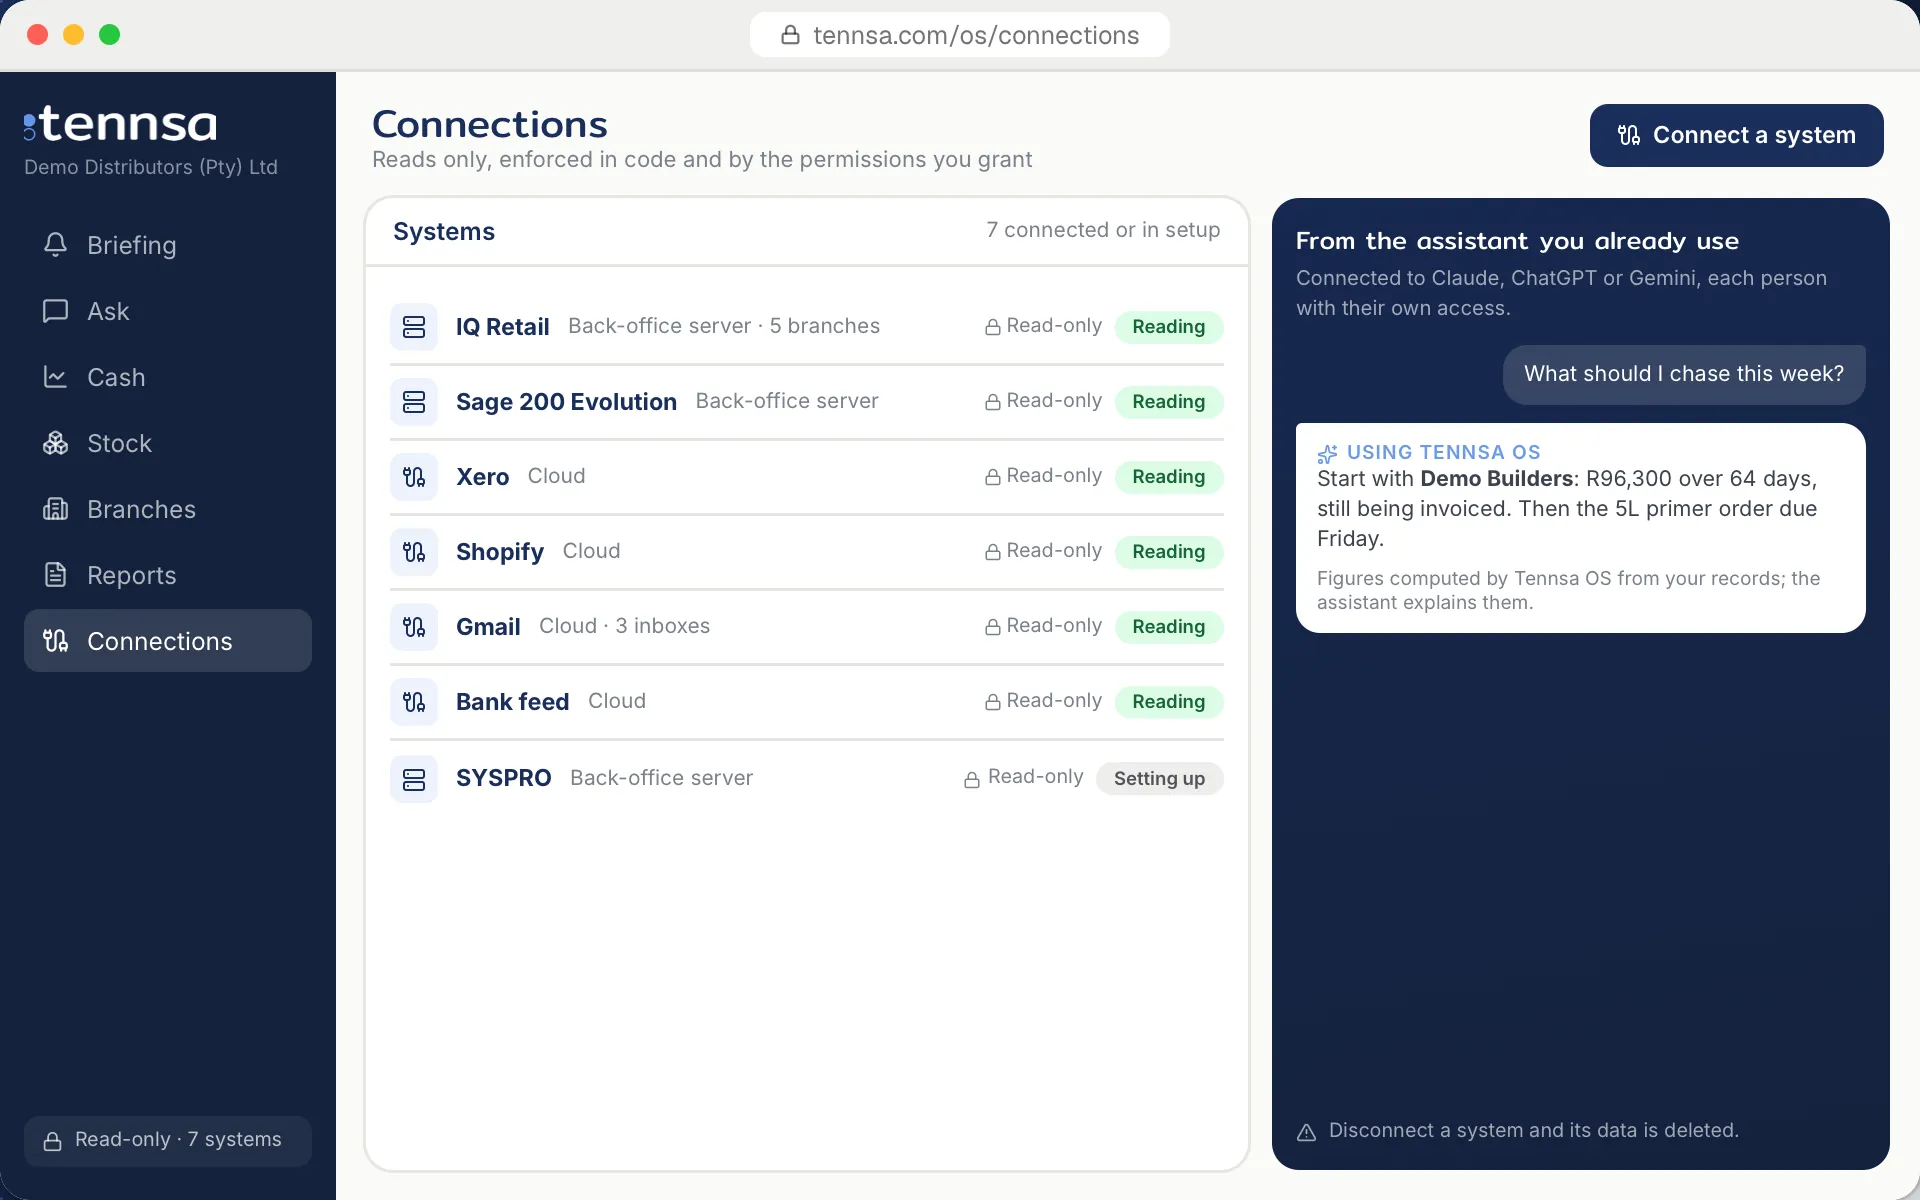 tennsa.com/os/connections
tennsa
Demo Distributors (Pty) Ltd
Briefing
Ask
Cash
Stock
Branches
Reports
Connections
Read-only · 7 systems
Connections
Reads only, enforced in code and by the permissions you grant
Connect a system
Systems
7 connected or in setup
IQ Retail Back-office server · 5 branches Read-only Reading
Sage 200 Evolution Back-office server Read-only Reading
Xero Cloud Read-only Reading
Shopify Cloud Read-only Reading
Gmail Cloud · 3 inboxes Read-only Reading
Bank feed Cloud Read-only Reading
SYSPRO Back-office server Read-only Setting up
From the assistant you already use
Connected to Claude, ChatGPT or Gemini, each person
with their own access.
What should I chase this week?
USING TENNSA OS
Start with Demo Builders: R96,300 over 64 days,
still being invoiced. Then the 5L primer order due
Friday.
Figures computed by Tennsa OS from your records; the
assistant explains them.
Disconnect a system and its data is deleted.